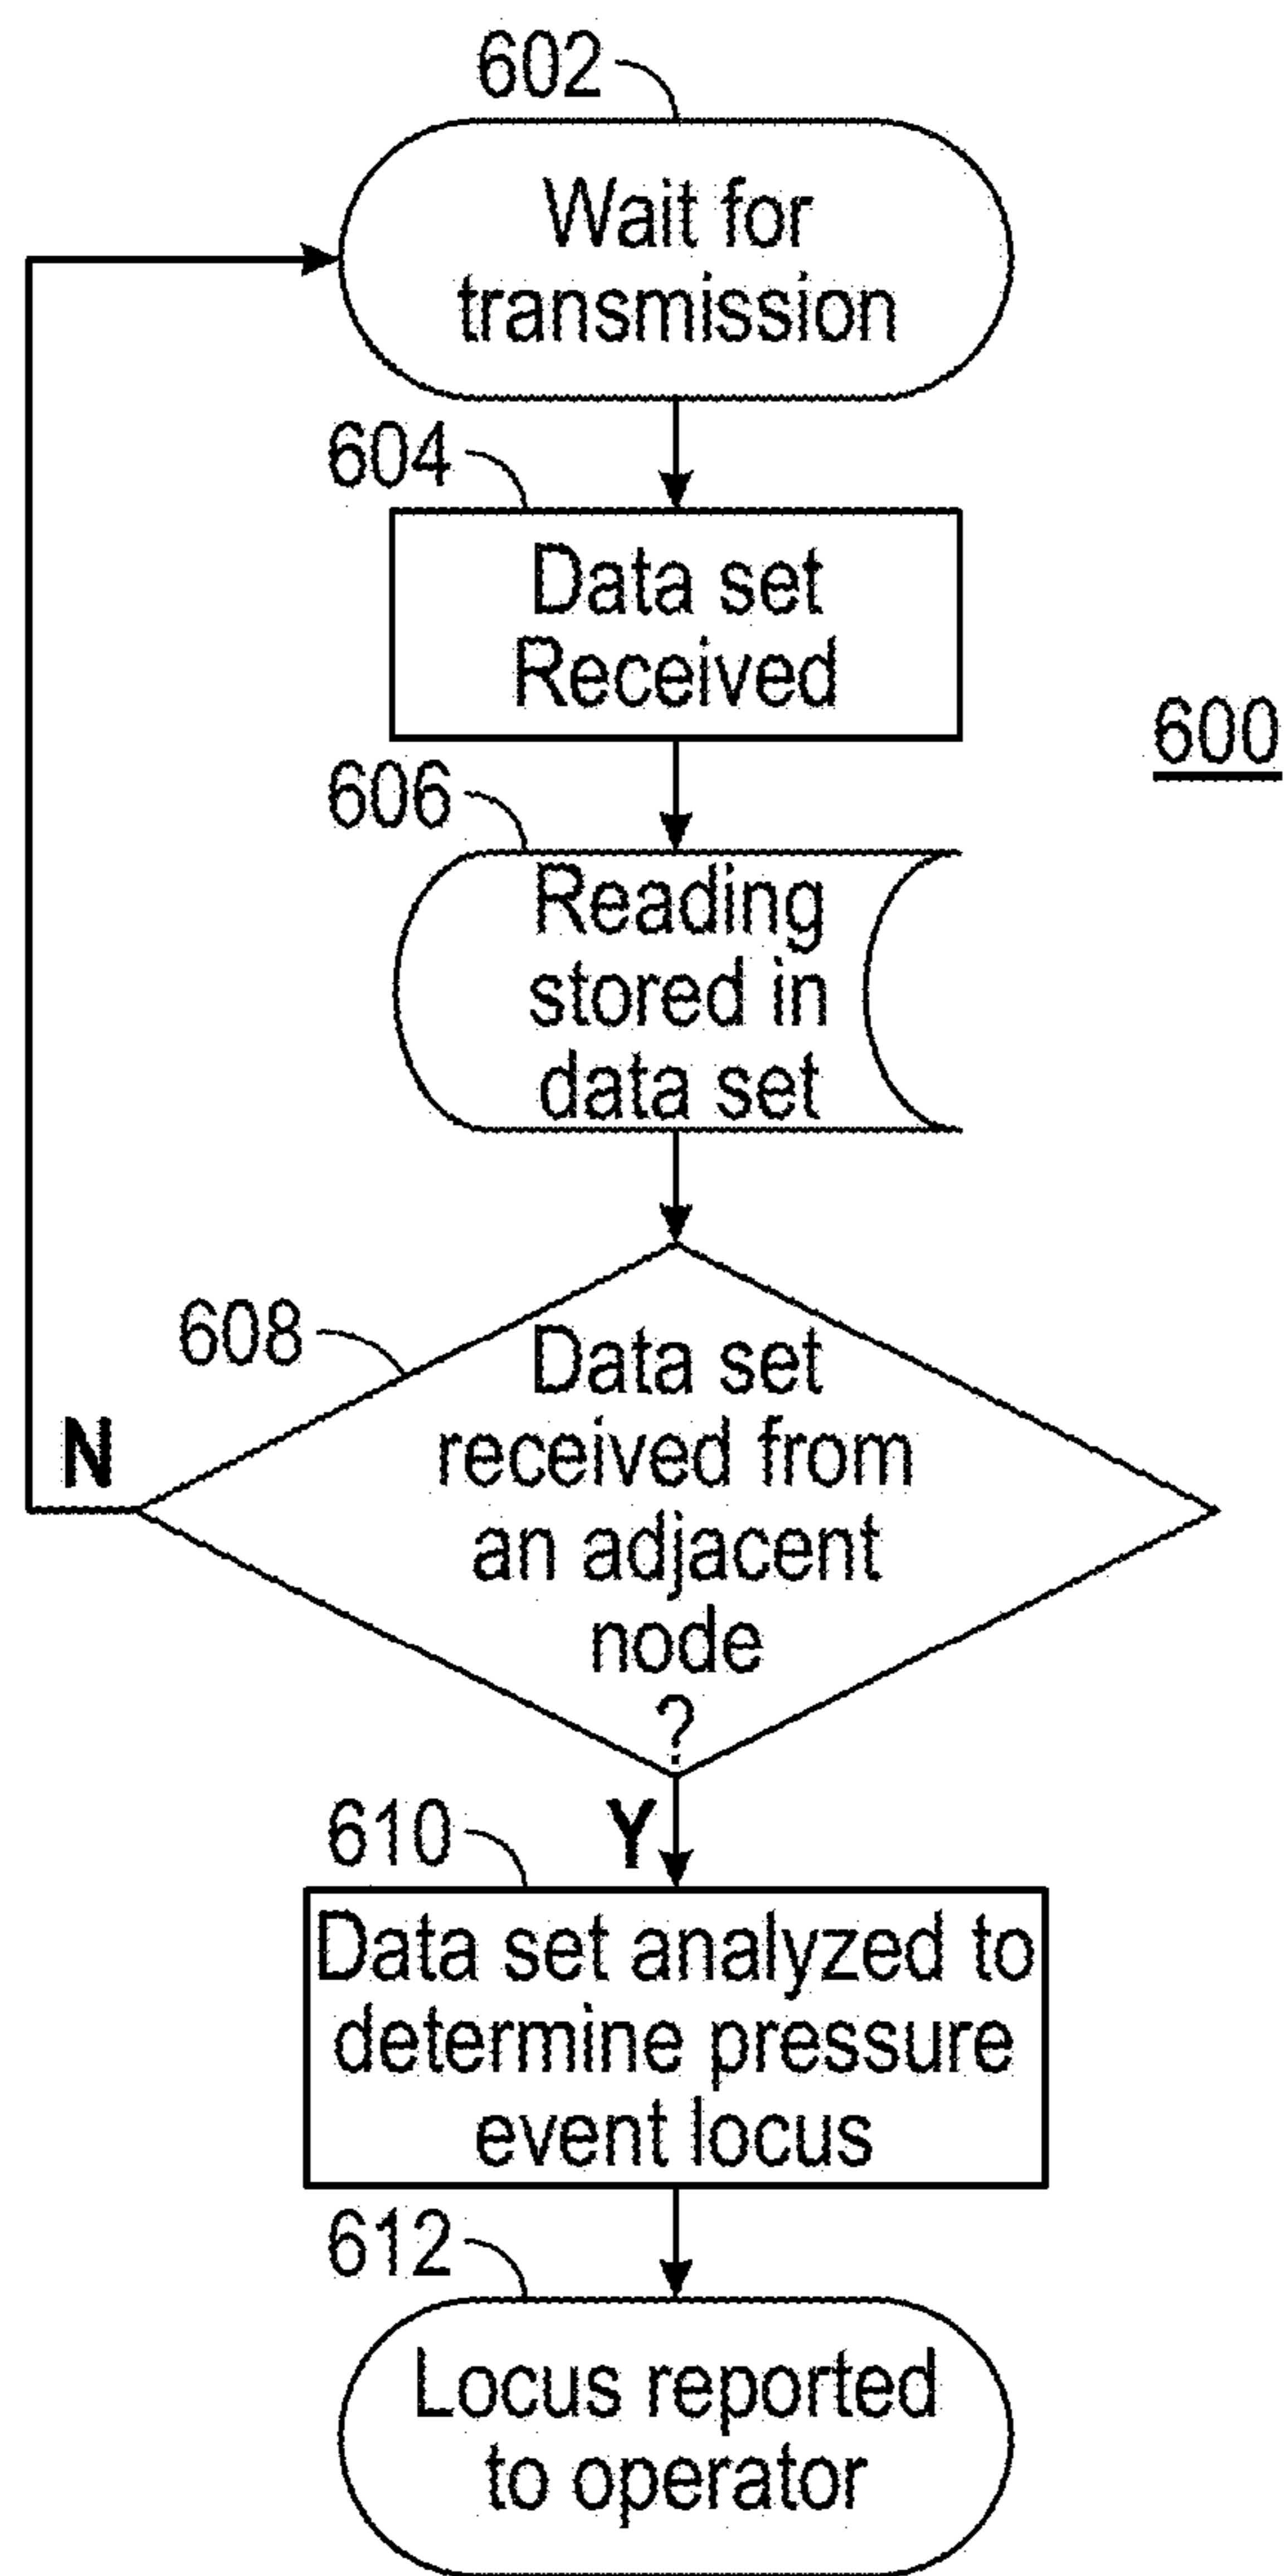 602
Wait for
transmission
604
Data set
Received
600
606
Reading
stored in
data set
608
Data set
received from
an adjacent
node
?
N
Y
610
Data set analyzed to
determine pressure
event locus
612
Locus reported
to operator